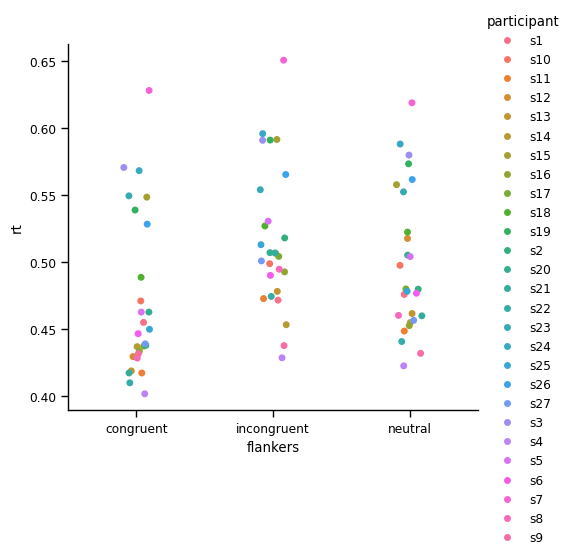 participant
s1
s10
s11
s12
s13
s14
s15
s16
s17
s18
s19
s2
s20
s21
s22
s23
s24
s25
s26
s27
s3
s4
s5
s6
s7
s8
s9
rt
0.65
0.60
0.55
0.50
0.45
0.40
congruent incongruent neutral
flankers